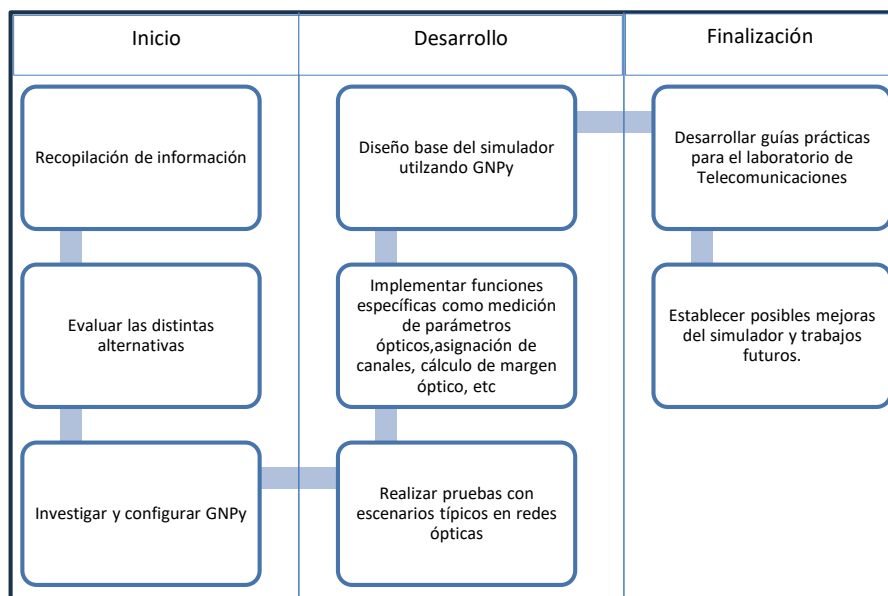 Inicio
Desarrollo
Finalización
Recopilación de información
Evaluar las distintas
alternativas
Investigar y configurar GNPy
Diseño base del simulador
utilzando GNPy
Implementar funciones
específicas como medición
de parámetros
ópticos,asignación de
canales, cálculo de margen
óptico, etc
Realizar pruebas con
escenarios típicos en redes
ópticas
Desarrollar guías prácticas
para el laboratorio de
Telecomunicaciones
Establecer posibles mejoras
del simulador y trabajos
futuros.